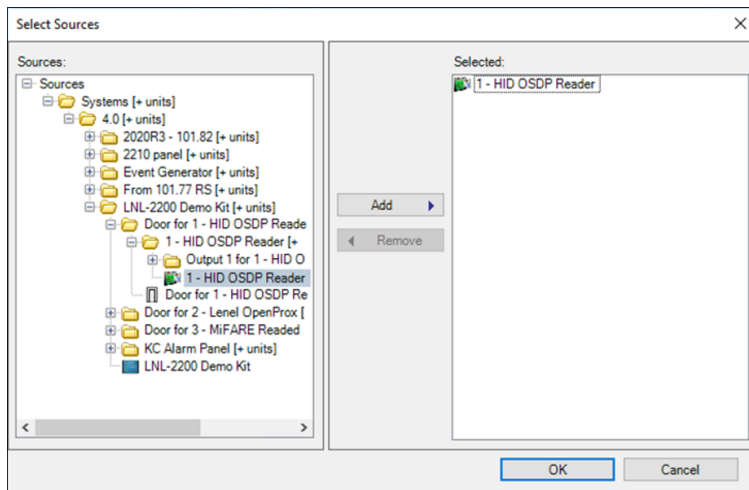 Select Sources
Sources:
Sources
Systems [+ units]
4.0 [+ units]
2020R3 - 101.82 [+ units]
2210 panel [+ units]
Event Generator [+ units]
From 101.77 RS [+ units]
LNL-2200 Demo Kit [+ units]
Door for 1 - HID OSDP Reade
1 - HID OSDP Reader [+
Output 1 for 1 - HID O
1 - HID OSDP Reader
Door for 1 - HID OSDP Re
Door for 2 - Lenel OpenProx [
Door for 3 - MiFARE Readed
KC Alarm Panel [+ units]
LNL-2200 Demo Kit
Add
Remove
Selected:
1 - HID OSDP Reader
OK
Cancel